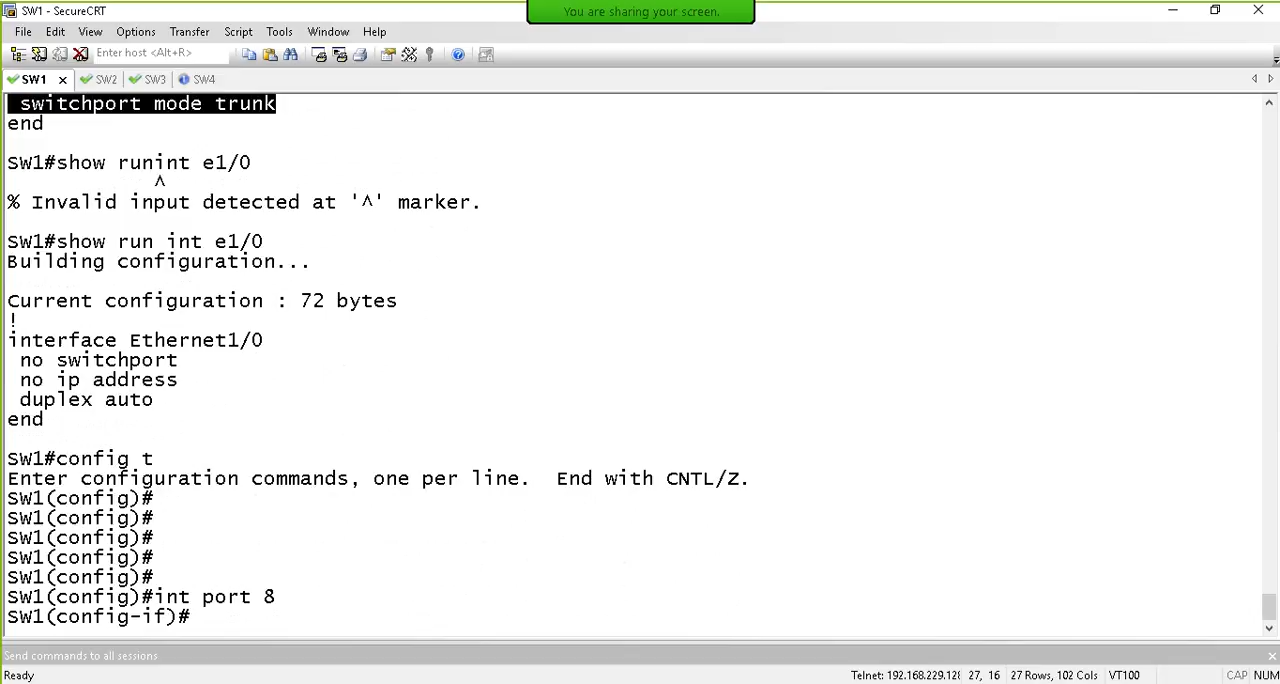 SW1 - SecureCRT
You are sharing your screen.
File Edit View Options Transfer Script Tools Window Help
Enter host <Alt+R>
SW1 SW2 SW3 SW4
switchport mode trunk
end
SW1#show runint e1/0
^
% Invalid input detected at '^' marker.
SW1#show run int e1/0
Building configuration...
Current configuration : 72 bytes
!
interface Ethernet1/0
no switchport
no ip address
duplex auto
end
SW1#config t
Enter configuration commands, one per line.  End with CNTL/Z.
SW1(config)#
SW1(config)#
SW1(config)#
SW1(config)#
SW1(config)#
SW1(config)#int port 8
SW1(config-if)#
Send commands to all sessions
Ready Telnet: 192.168.229.12 27, 16 27 Rows, 102 Cols VT100 CAP NUM